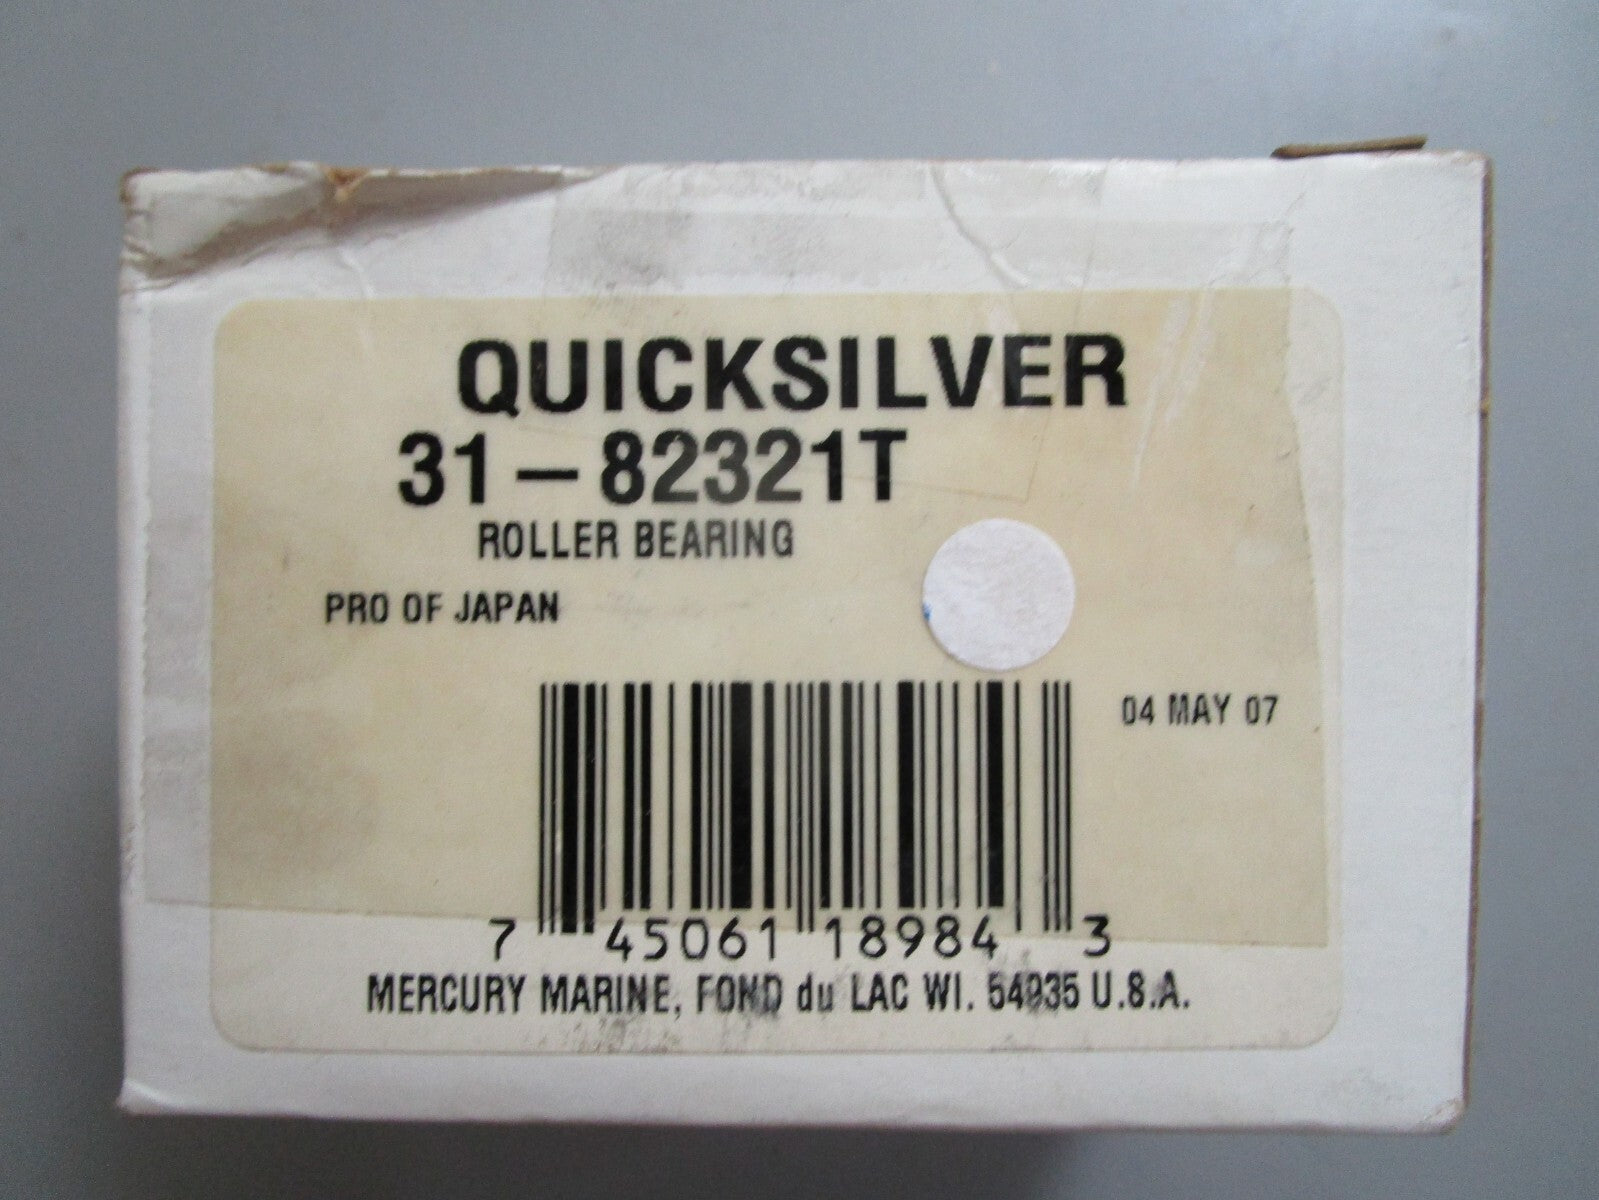 QUICKSILVER
31-82321T
ROLLER BEARING
PRO OF JAPAN
04 MAY 07
7 45061 18984 3
MERCURY MARINE, FOND du LAC WI. 54935 U.S.A.